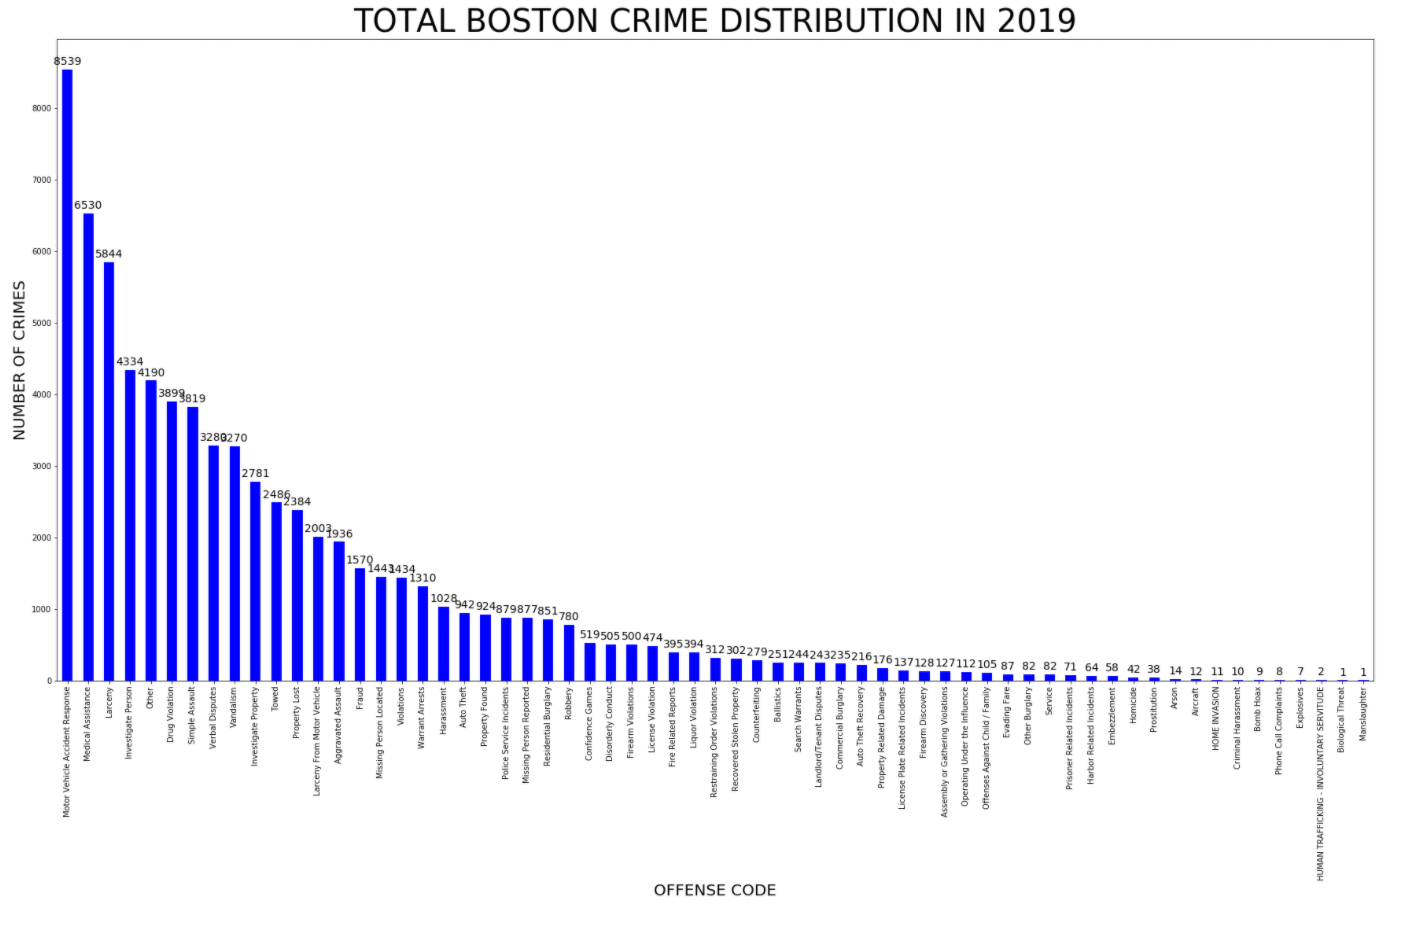 TOTAL BOSTON CRIME DISTRIBUTION IN 2019
NUMBER OF CRIMES
8000
7000
6000
5000
4000
3000
2000
1000
0
8539
6530
5844
4334
4190
3899
3819
3270
2781
2486
2384
2003
1936
1570
1434
1310
1028
942
924
879
877
851
780
519
505
500
474
395
394
312
302
279
251
244
243
235
216
176
137
128
127
112
105
87
82
82
71
64
58
42
38
14
12
11
10
9
8
7
2
1
1
Motor Vehicle Accident Response
Medical Assistance
Larceny
Investigate Person
Other
Drug Violation
Simple Assault
Verbal Disputes
Vandalism
Investigate Property
Towed
Property Lost
Larceny From Motor Vehicle
Aggravated Assault
Fraud
Missing Person Located
Violations
Warrant Arrests
Harassment
Auto Theft
Property Found
Police Service Incidents
Missing Person Reported
Residential Burglary
Robbery
Confidence Games
Disorderly Conduct
Firearm Violations
License Violation
Fire Related Reports
Liquor Violation
Restraining Order Violations
Recovered Stolen Property
Counterfeiting
Ballistics
Search Warrants
Landlord/Tenant Disputes
Commercial Burglary
Auto Theft Recovery
Property Related Damage
License Plate Related Incidents
Firearm Discovery
Assembly or Gathering Violations
Operating Under the Influence
Offenses Against Child / Family
Evading Fare
Other Burglary
Service
Prisoner Related Incidents
Harbor Related Incidents
Embezzlement
Homicide
Prostitution
Arson
Aircraft
HOME INVASION
Criminal Harassment
Bomb Hoax
Phone Call Complaints
Explosives
HUMAN TRAFFICKING - INVOLUNTARY SERVITUDE
Biological Threat
Manslaughter
OFFENSE CODE